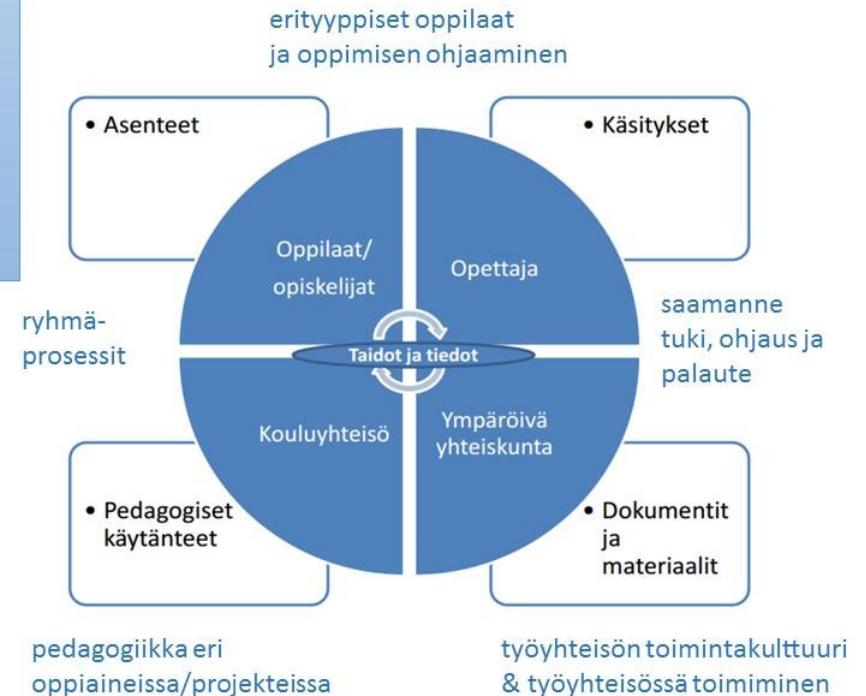 erityyppiset oppilaat
ja oppimisen ohjaaminen
• Asenteet
• Käsitykset
Oppilaat/
opiskelijat
Opettaja
ryhmä-
prosessit
saamanne
tuki, ohjaus ja
palaute
Taidot ja tiedot
Kouluyhteisö
Ympäröivä
yhteiskunta
• Pedagogiset
käytänteet
• Dokumentit
ja
materiaalit
pedagogiikka eri
oppiaineissa/projekteissa
työyhteisön toimintakulttuuri
& työyhteisössä toimiminen